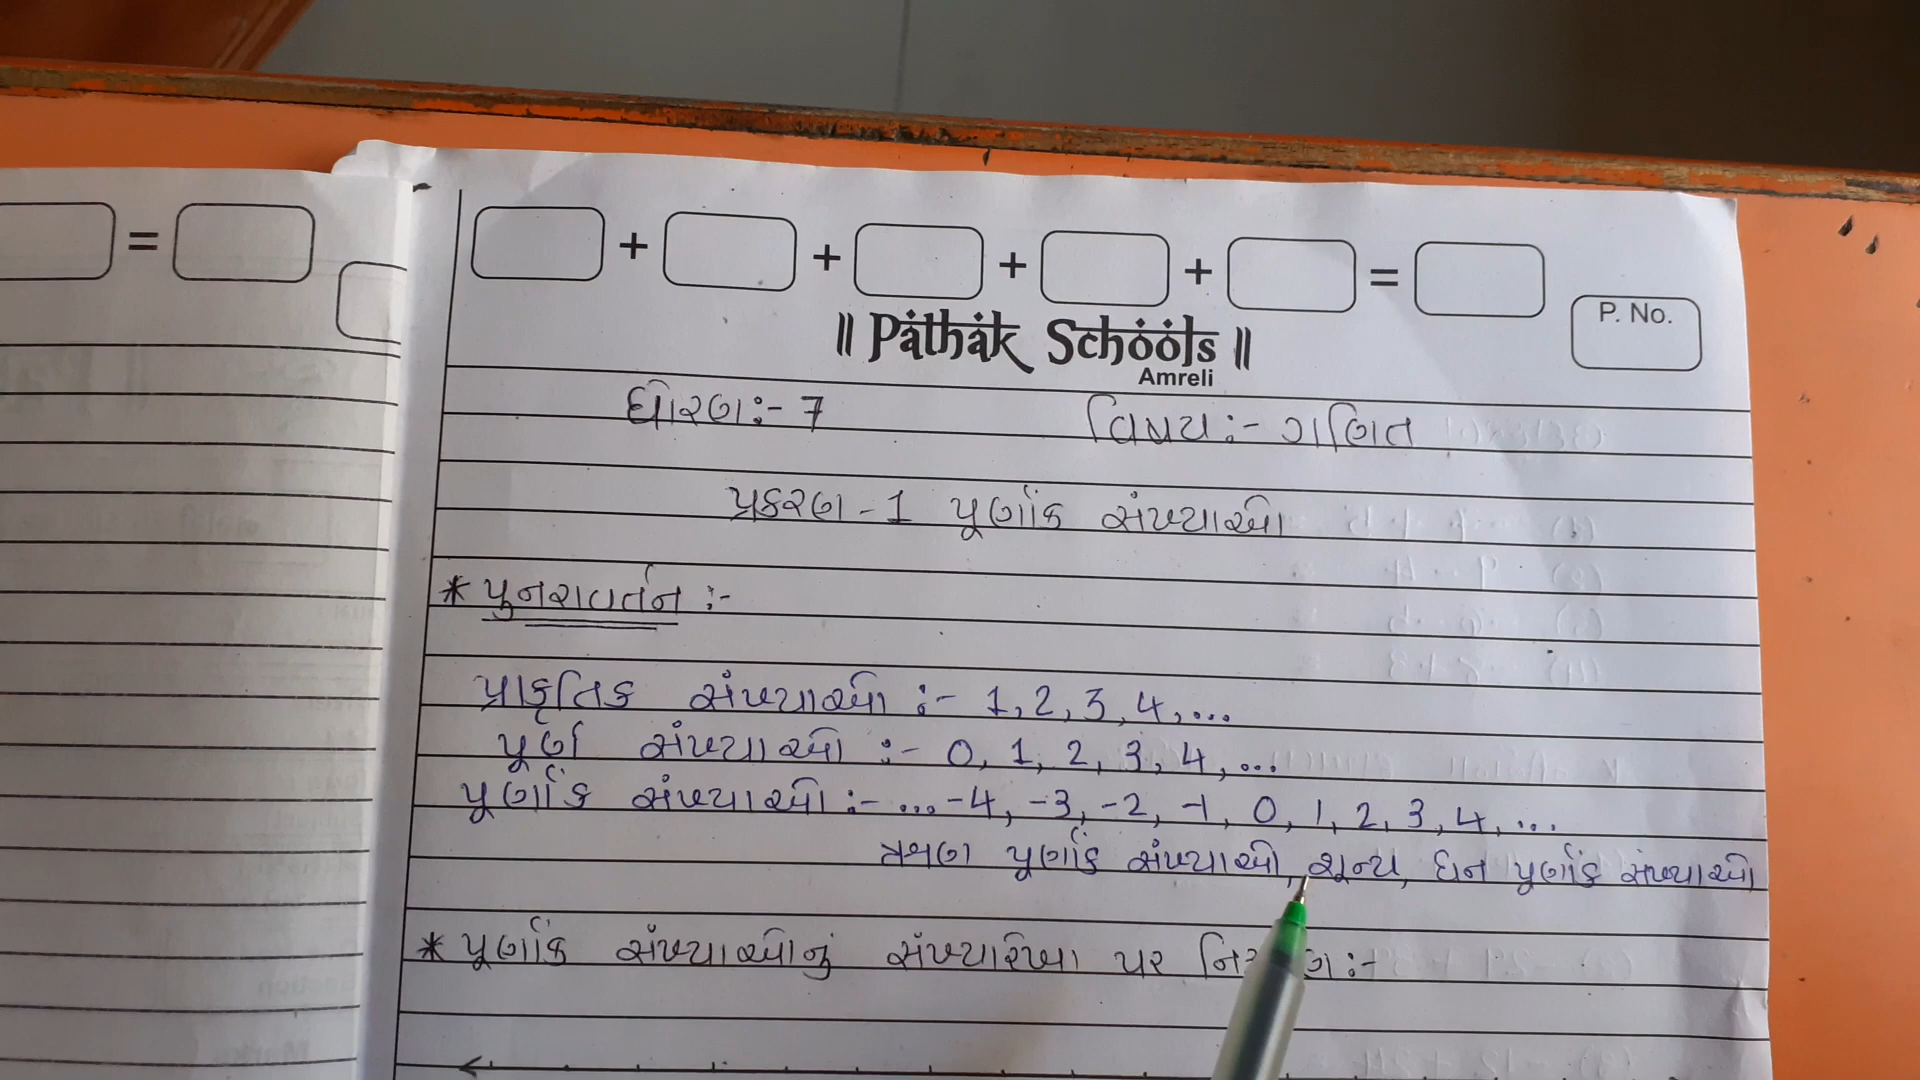 = 
+ + + + =
P. No.
|| Pathak Schools ||
Amreli
ધોરણ:- 7 વિષય:- ગણિત
પ્રકરણ - 1 પૂર્ણાંક સંખ્યાઓ
* પુનરાવર્તન :-
પ્રાકૃતિક સંખ્યાઓ :- 1, 2, 3, 4, ...
પૂર્ણ સંખ્યાઓ :- 0, 1, 2, 3, 4, ...
પૂર્ણાંક સંખ્યાઓ :- ... -4, -3, -2, -1, 0, 1, 2, 3, 4, ...
ઋણ પૂર્ણાંક સંખ્યાઓ, શૂન્ય, ધન પૂર્ણાંક સંખ્યાઓ
* પૂર્ણાંક સંખ્યાઓનું સંખ્યારેખા પર :-